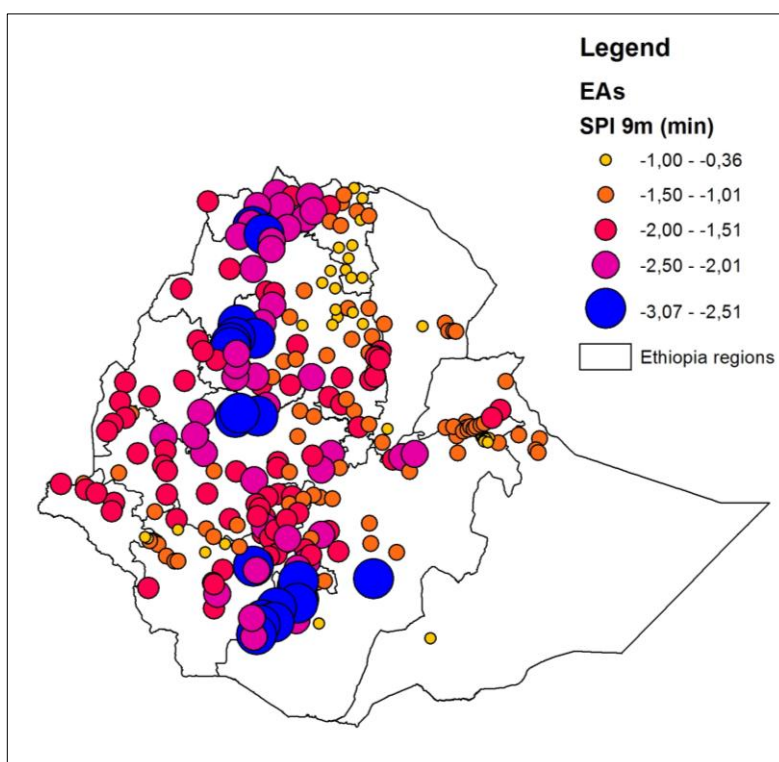 Legend
EAs
SPI 9m (min)
-1,00 - -0,36
-1,50 - -1,01
-2,00 - -1,51
-2,50 - -2,01
-3,07 - -2,51
Ethiopia regions